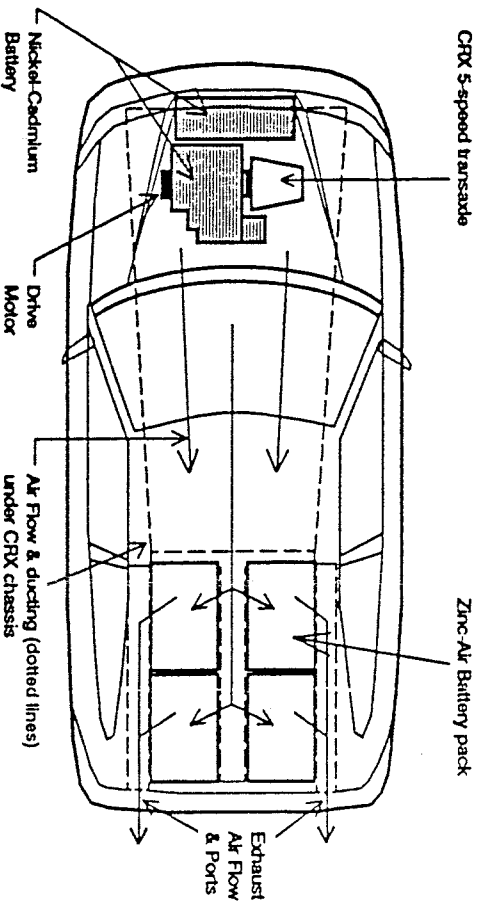 CRX 5-speed transaxle
Zinc-Air Battery pack
Nickel-Cadmium
Battery
Drive
Motor
Air Flow & ducting (dotted lines)
under CRX chassis
Exhaust
Air Flow
& Ports